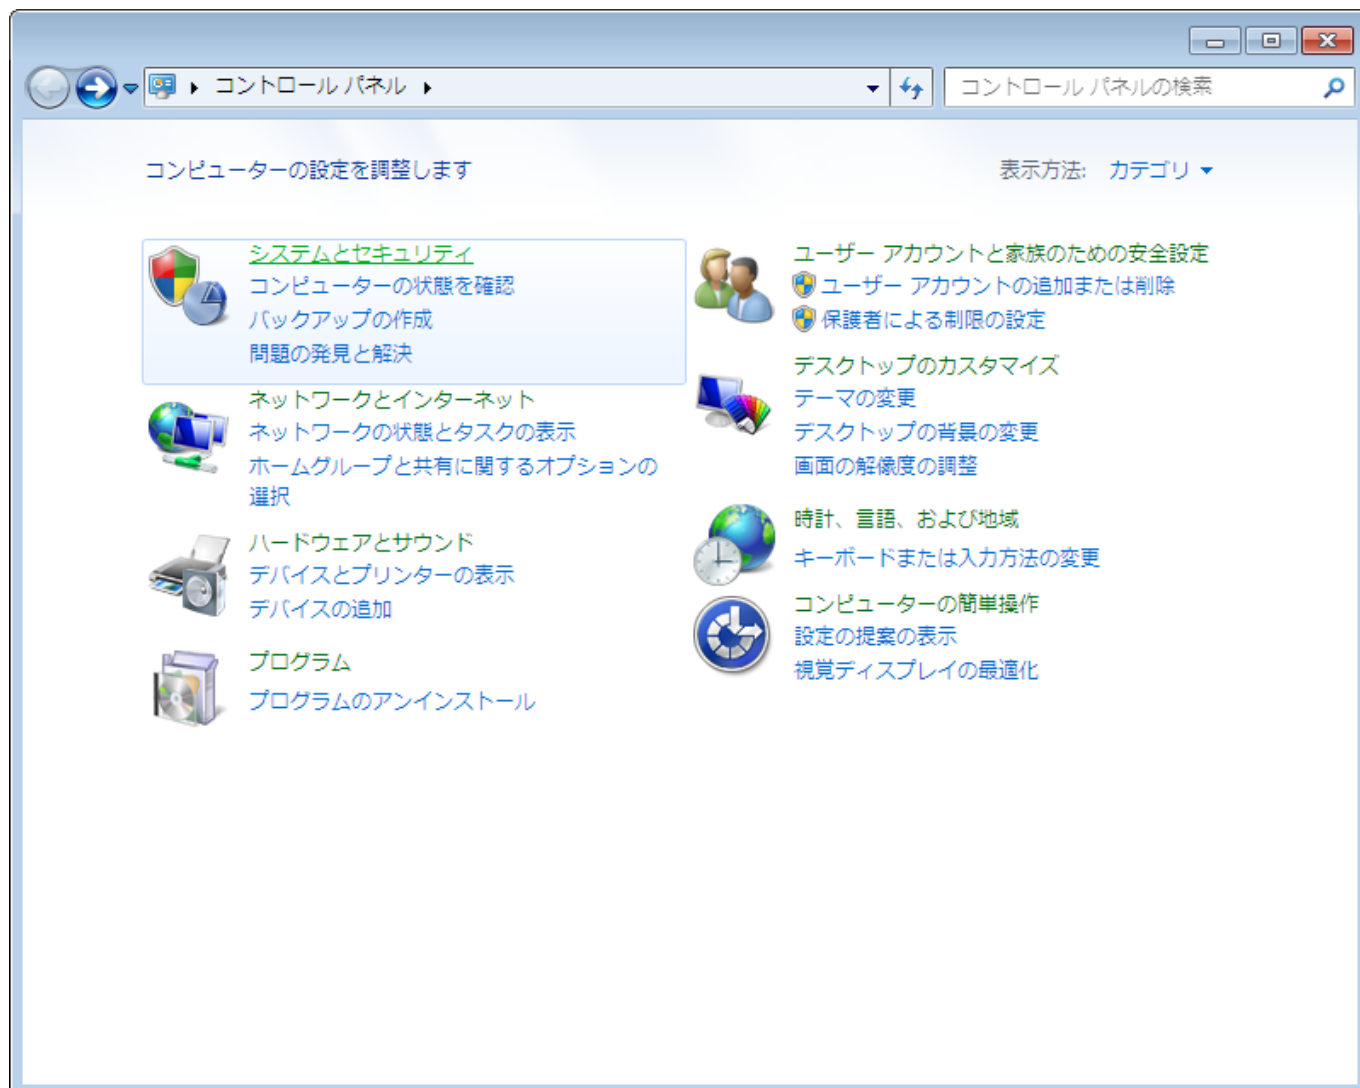 コントロール パネル
コントロール パネルの検索
コンピューターの設定を調整します
表示方法: カテゴリ
システムとセキュリティ
コンピューターの状態を確認
バックアップの作成
問題の発見と解決
ネットワークとインターネット
ネットワークの状態とタスクの表示
ホームグループと共有に関するオプションの
選択
ハードウェアとサウンド
デバイスとプリンターの表示
デバイスの追加
プログラム
プログラムのアンインストール
ユーザー アカウントと家族のための安全設定
ユーザー アカウントの追加または削除
保護者による制限の設定
デスクトップのカスタマイズ
テーマの変更
デスクトップの背景の変更
画面の解像度の調整
時計、言語、および地域
キーボードまたは入力方法の変更
コンピューターの簡単操作
設定の提案の表示
視覚ディスプレイの最適化